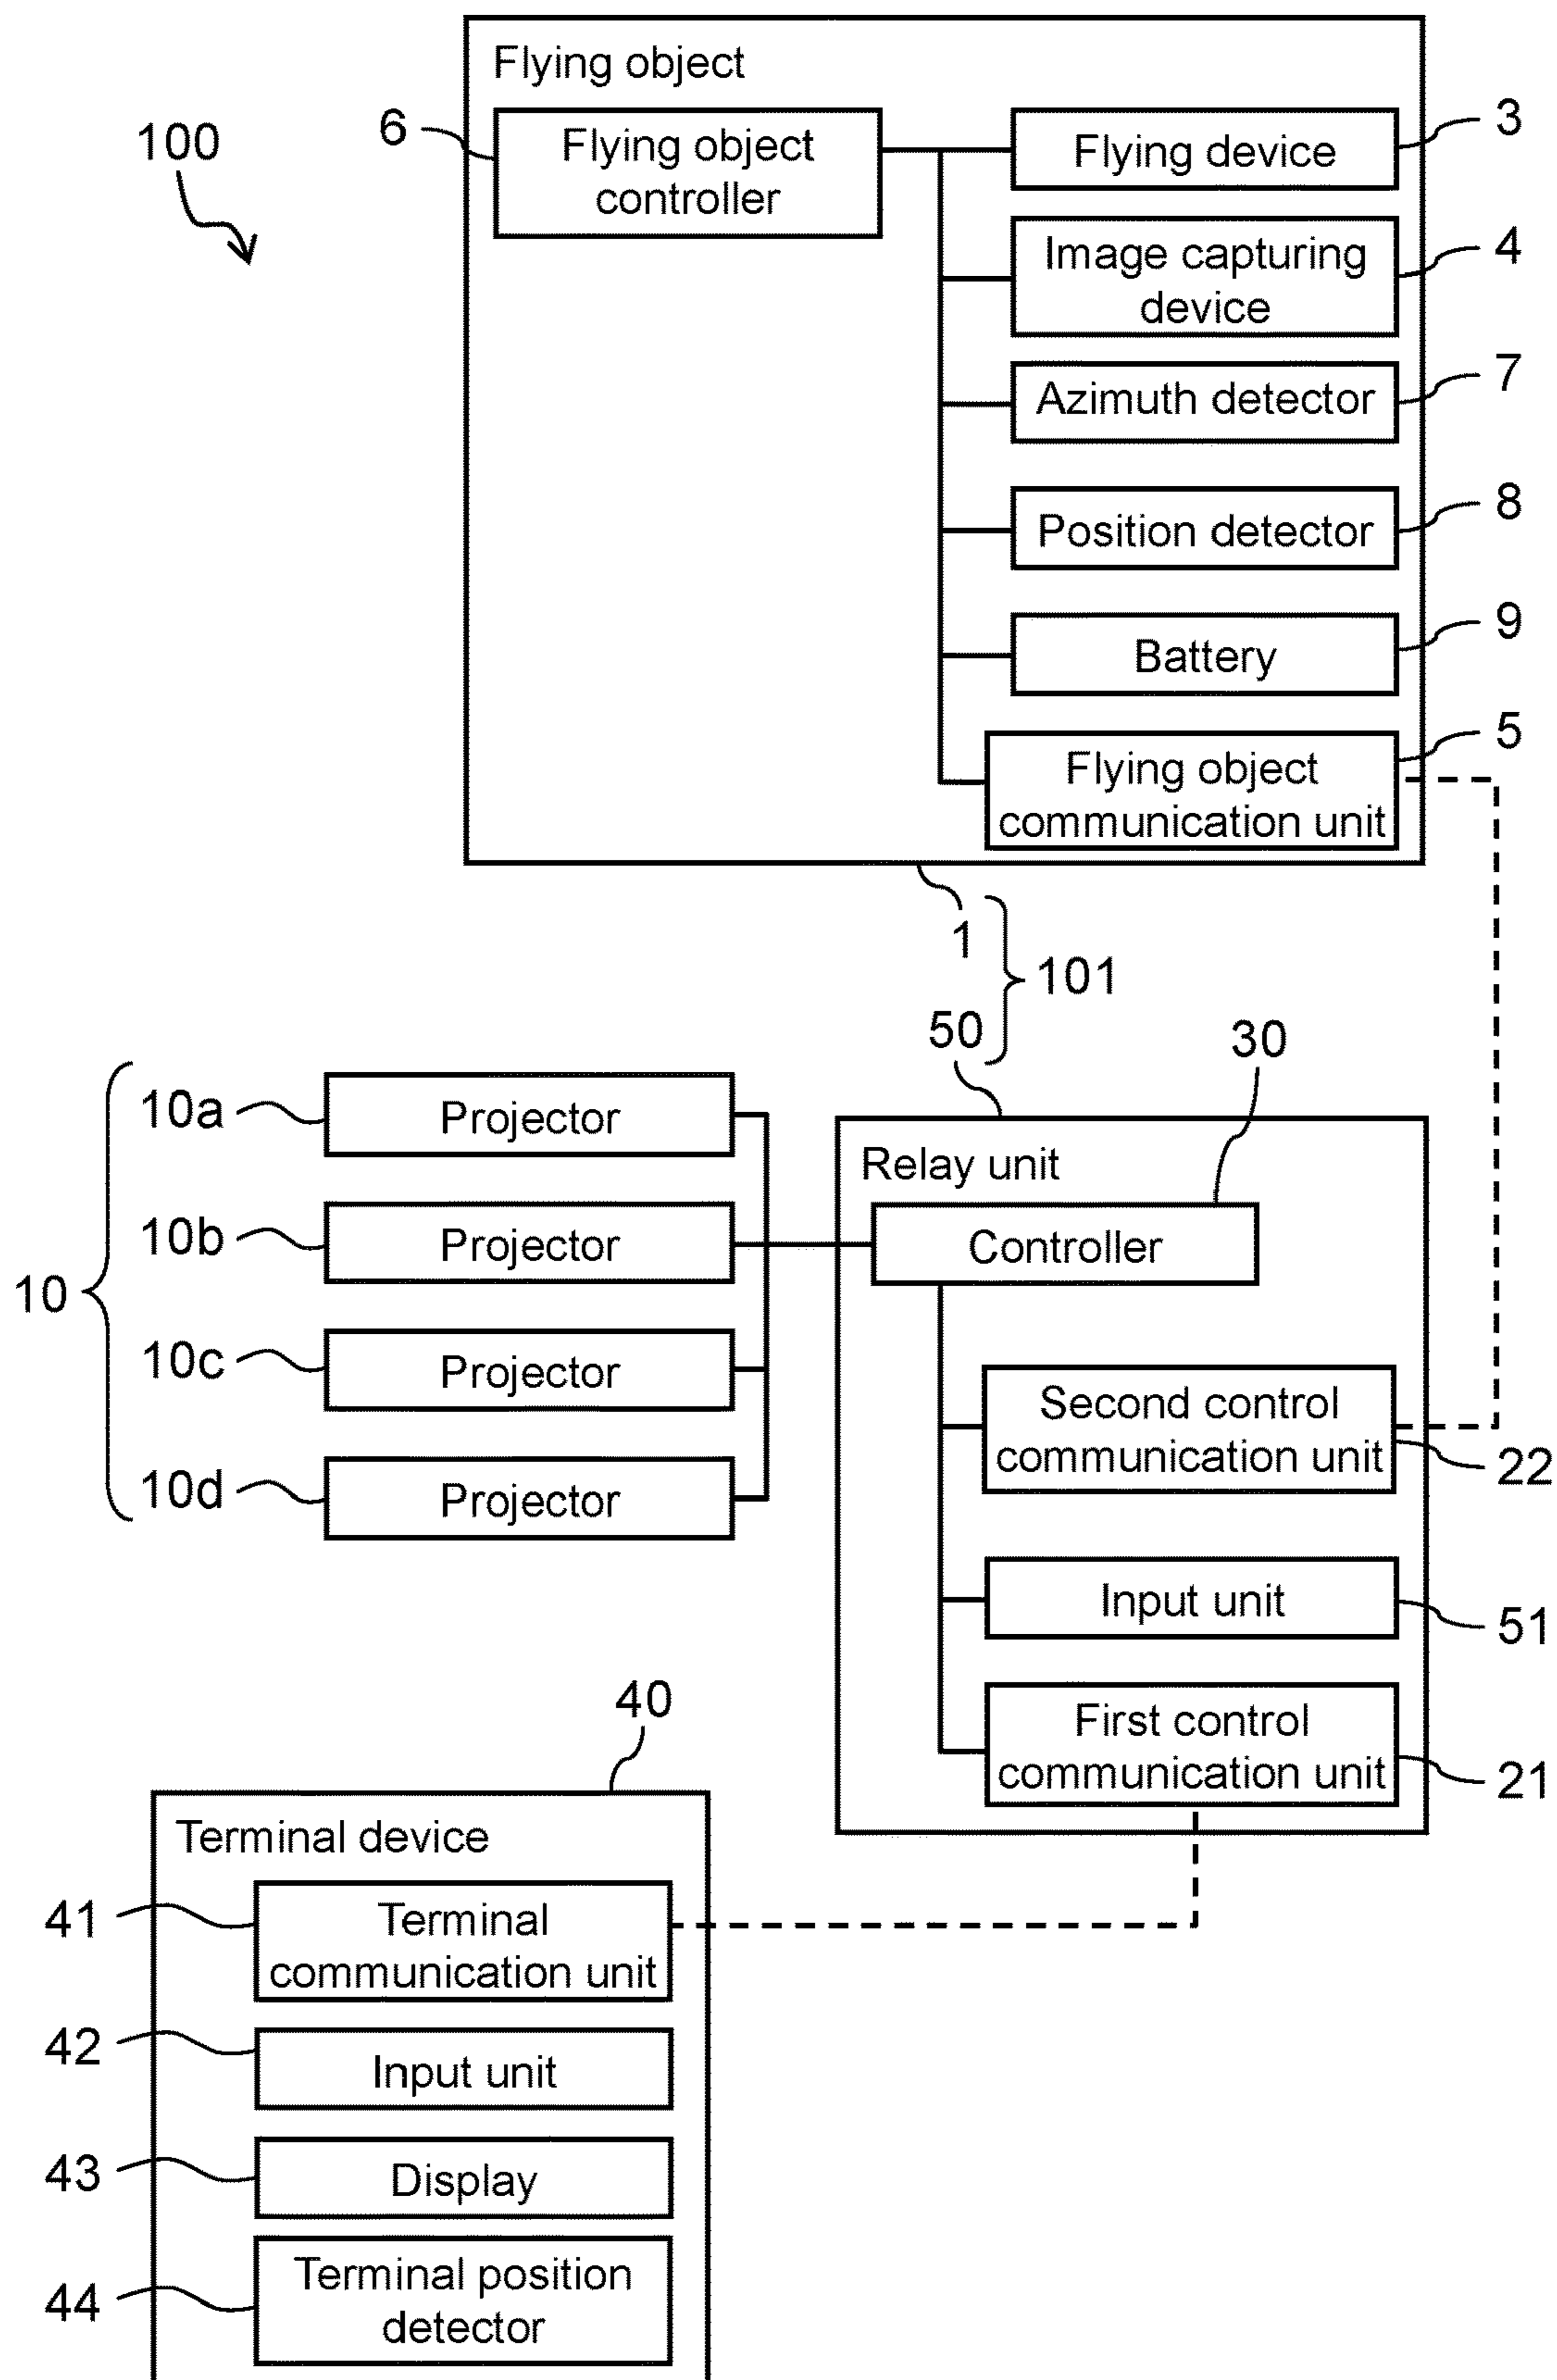 Flying object
100
6
Flying object
controller
3
Flying device
4
Image capturing
device
7
Azimuth detector
8
Position detector
9
Battery
5
Flying object
communication unit
1
101
50
30
10
10a
Projector
10b
Projector
10c
Projector
10d
Projector
Relay unit
Controller
Second control
communication unit
22
Input unit
51
First control
communication unit
21
40
Terminal device
41
Terminal
communication unit
42
Input unit
43
Display
44
Terminal position
detector